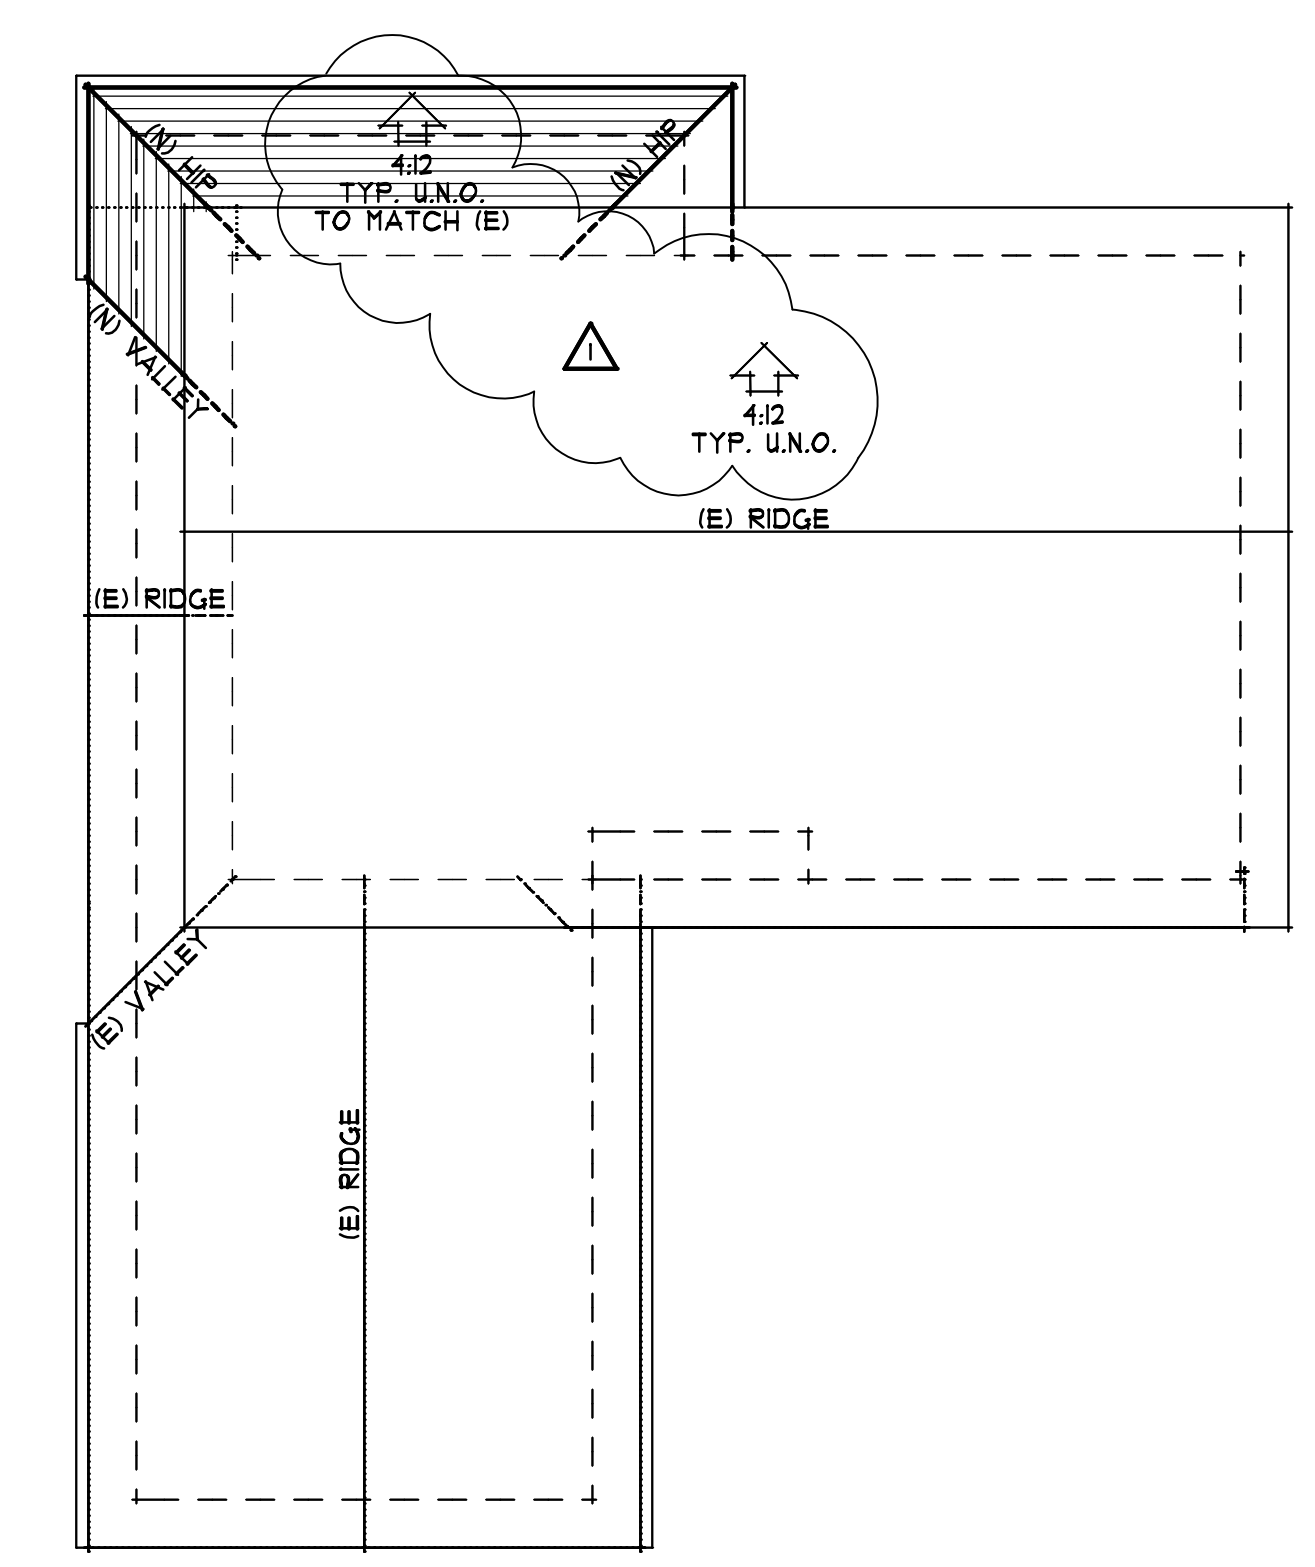 (N) HIP
(N) HIP
4:12
TYP. U.N.O.
TO MATCH (E)
(N) VALLEY
1
4:12
TYP. U.N.O.
(E) RIDGE
(E) RIDGE
(E) VALLEY
(E) RIDGE